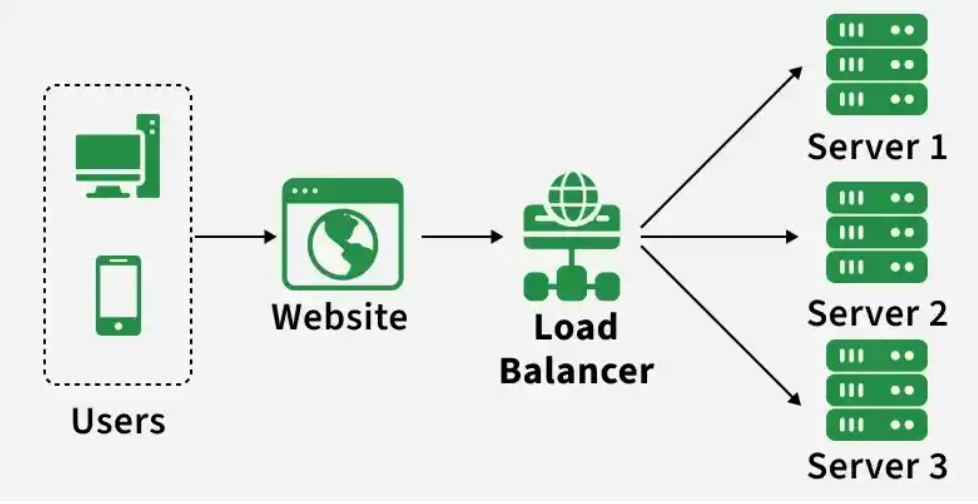 Users
Website
Load
Balancer
Server 1
Server 2
Server 3